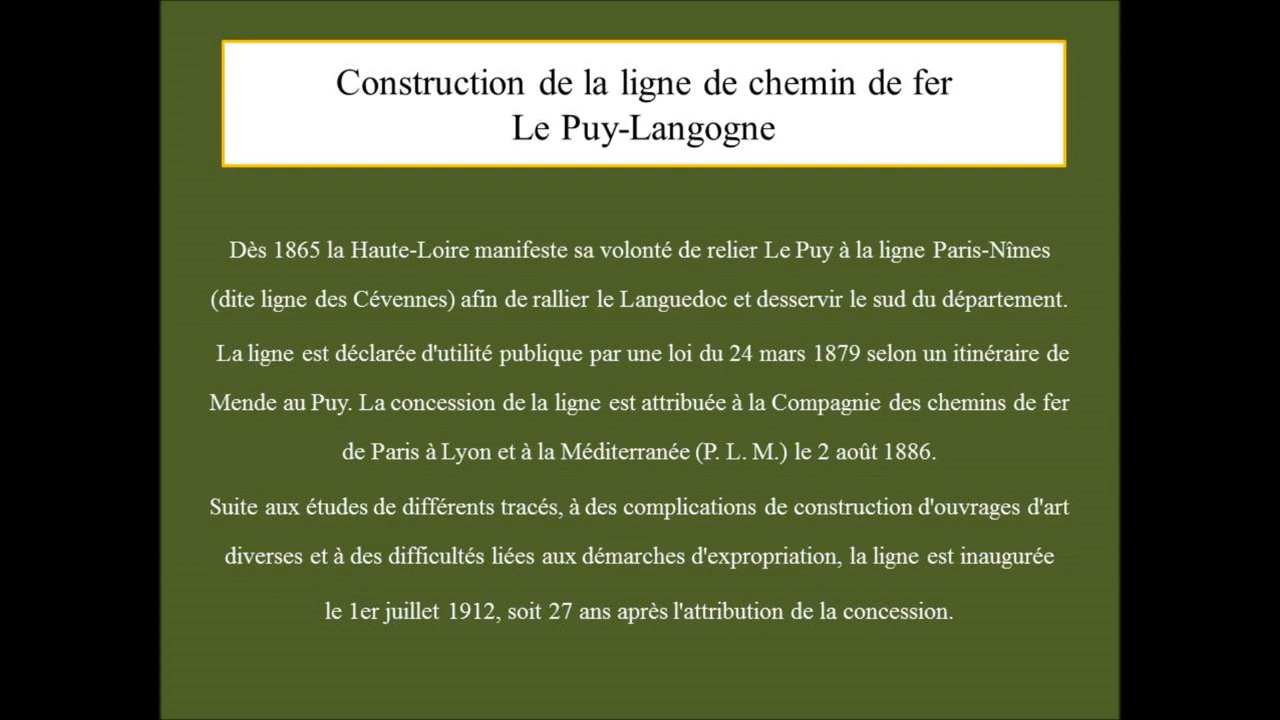 Construction de la ligne de chemin de fer
Le Puy-Langogne
Dès 1865 la Haute-Loire manifeste sa volonté de relier Le Puy à la ligne Paris-Nîmes
(dite ligne des Cévennes) afin de rallier le Languedoc et desservir le sud du département.
La ligne est déclarée d'utilité publique par une loi du 24 mars 1879 selon un itinéraire de
Mende au Puy. La concession de la ligne est attribuée à la Compagnie des chemins de fer
de Paris à Lyon et à la Méditerranée (P. L. M.) le 2 août 1886.
Suite aux études de différents tracés, à des complications de construction d'ouvrages d'art
diverses et à des difficultés liées aux démarches d'expropriation, la ligne est inaugurée
le 1er juillet 1912, soit 27 ans après l'attribution de la concession.